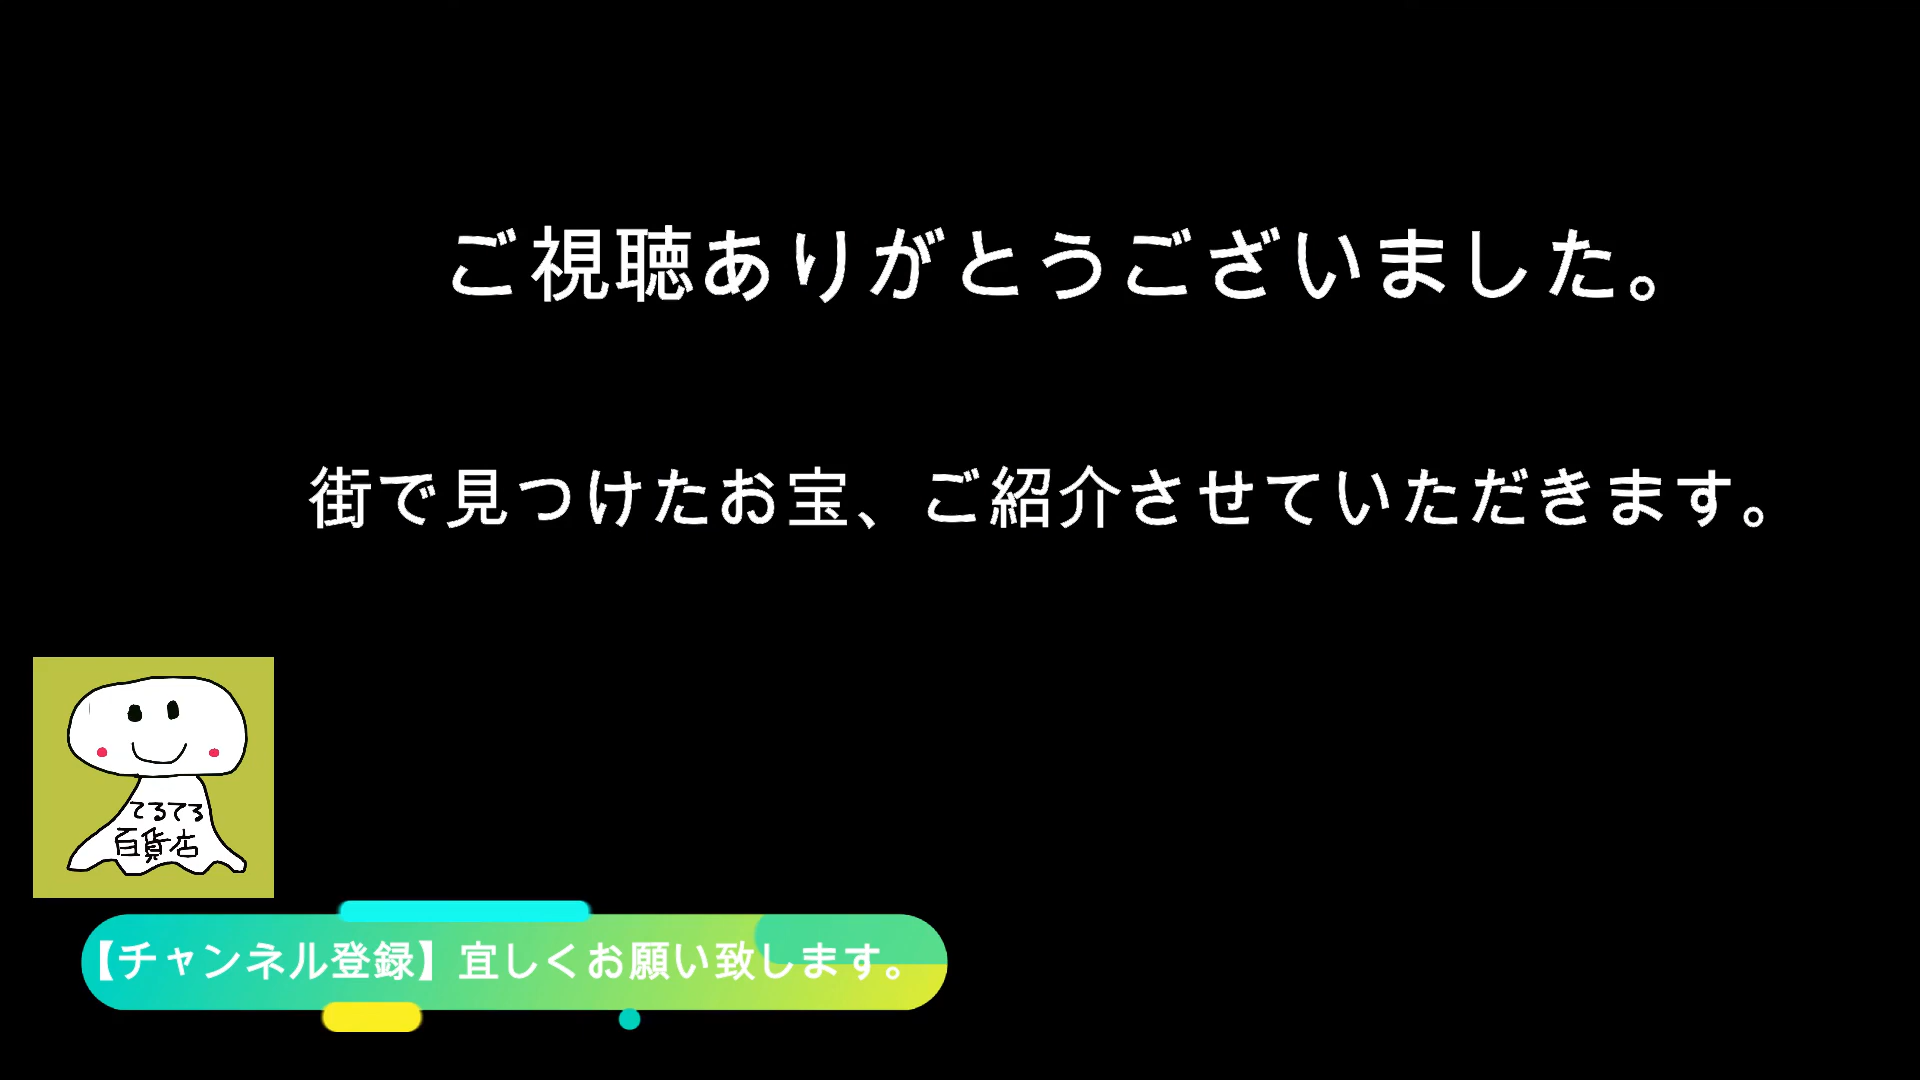 ご視聴ありがとうございました。
街で見つけたお宝、ご紹介させていただきます。
てるてる
百貨店
【チャンネル登録】宜しくお願い致します。